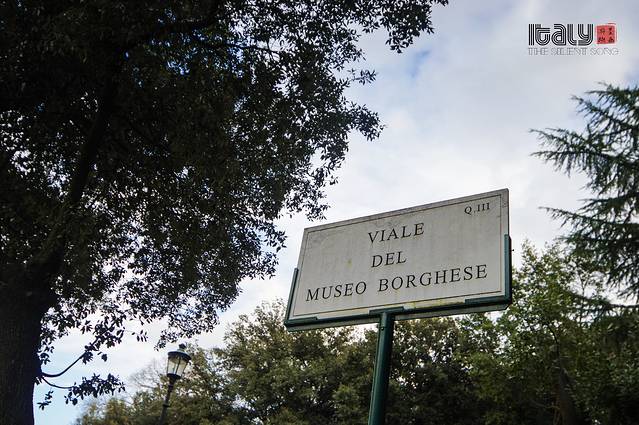 Italy
THE SILENT SONG
Q.III
VIALE
DEL
MUSEO BORGHESE